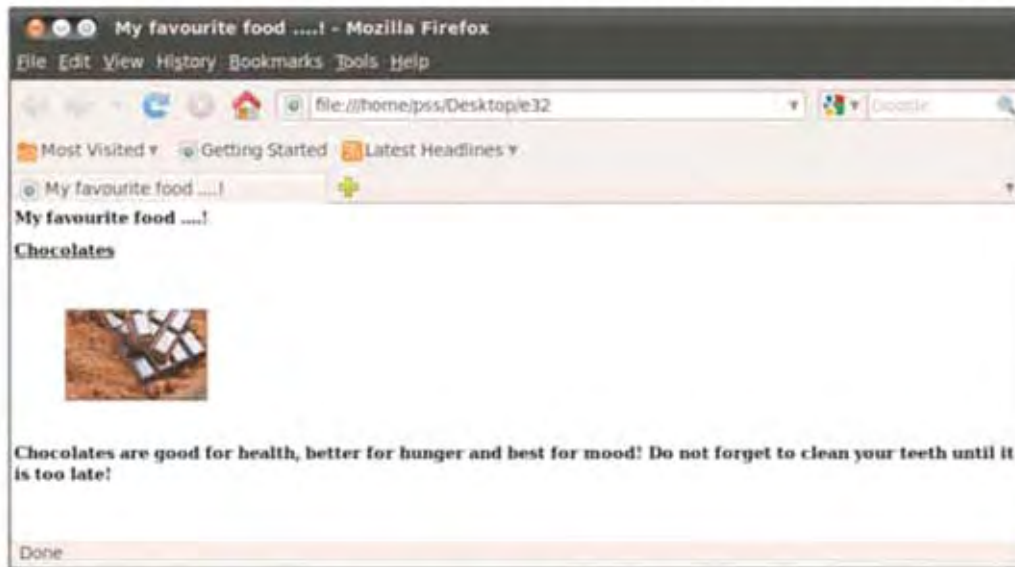 My favourite food ....! - Mozilla Firefox
File Edit View History Bookmarks Tools Help
file:///home/pss/Desktop/e32
Google
Most Visited Getting Started Latest Headlines
My favourite food ....!
My favourite food ....!
Chocolates
Chocolates are good for health, better for hunger and best for mood! Do not forget to clean your teeth until it
is too late!
Done